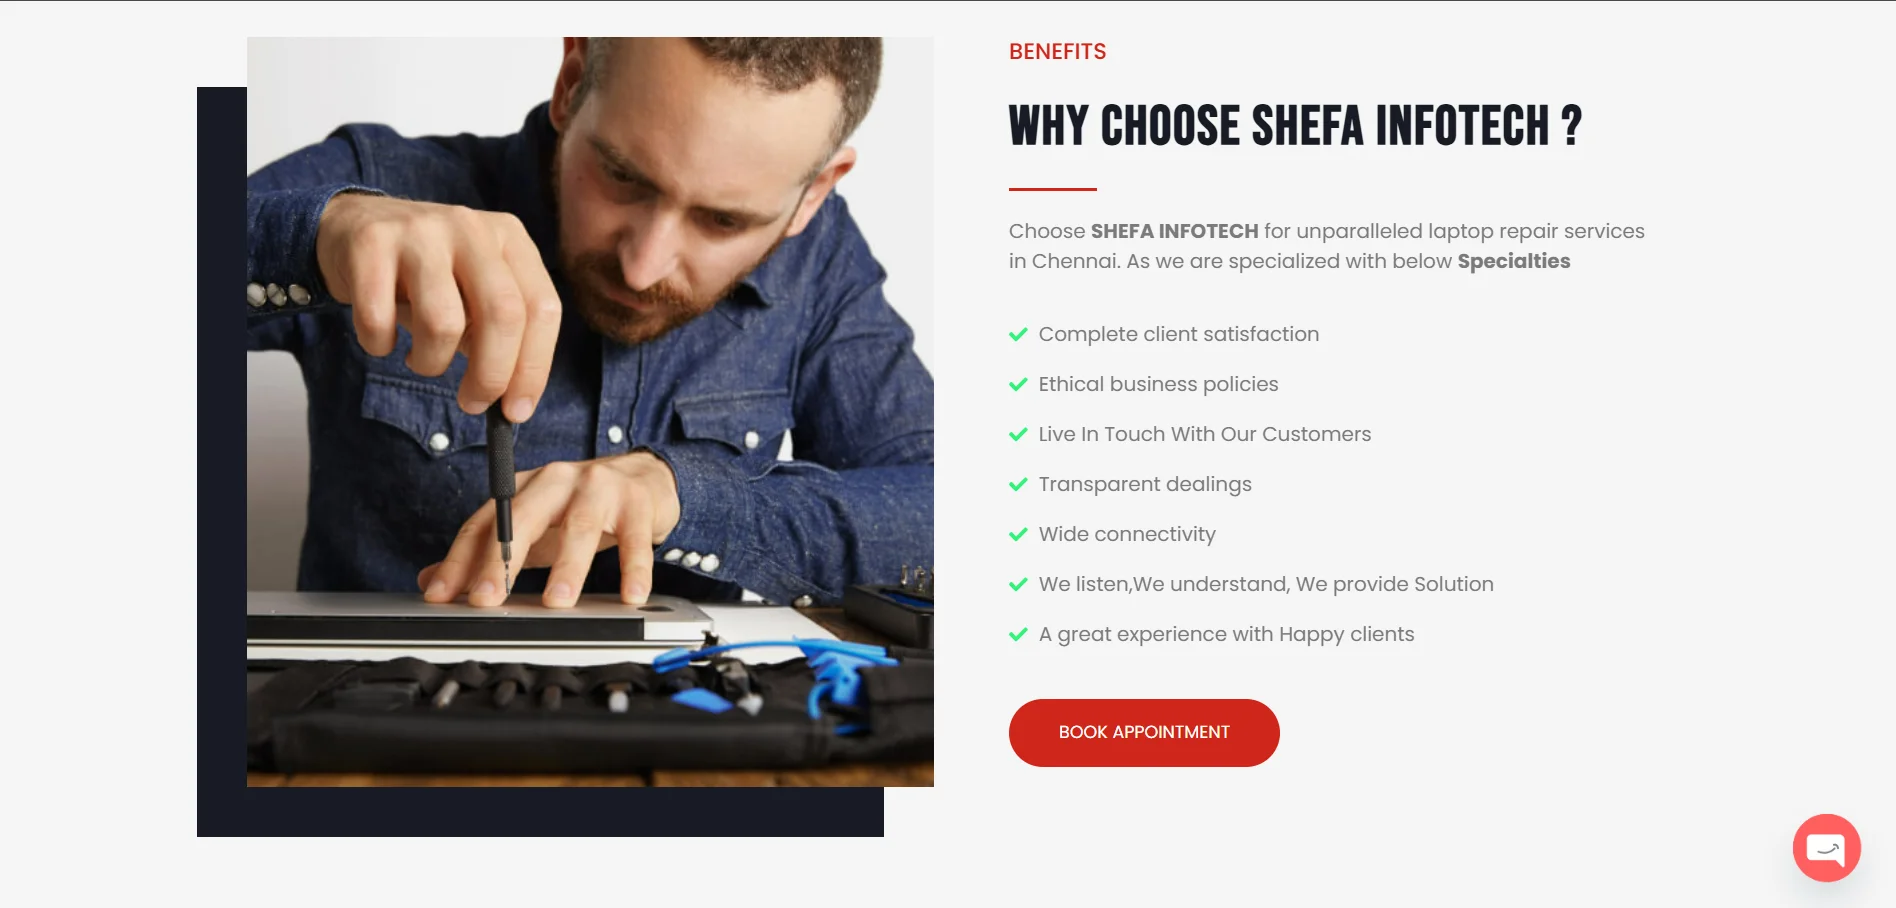 BENEFITS
WHY CHOOSE SHEFA INFOTECH ?
Choose SHEFA INFOTECH for unparalleled laptop repair services
in Chennai. As we are specialized with below Specialties
Complete client satisfaction
Ethical business policies
Live In Touch With Our Customers
Transparent dealings
Wide connectivity
We listen,We understand, We provide Solution
A great experience with Happy clients
BOOK APPOINTMENT